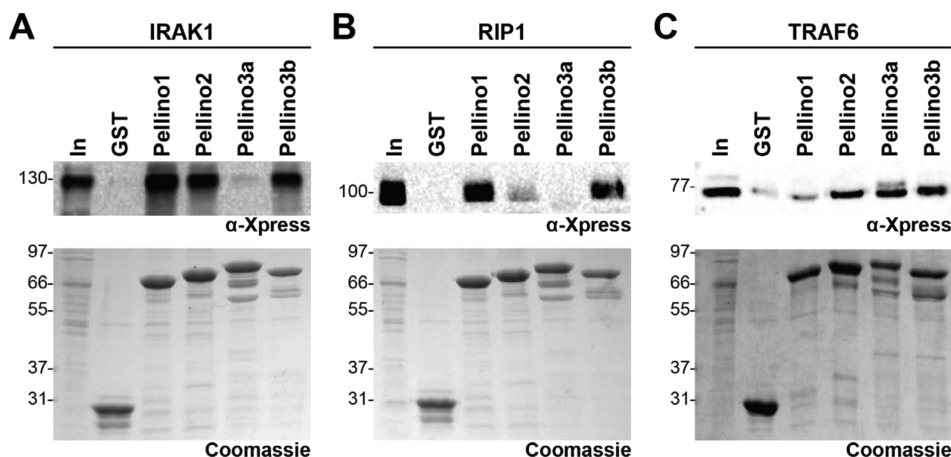 A
IRAK1
In
GST
Pellino1
Pellino2
Pellino3a
Pellino3b
130-
α-Xpress
97-
66-
55-
37-
31-
Coomassie
B
RIP1
In
GST
Pellino1
Pellino2
Pellino3a
Pellino3b
100-
α-Xpress
97-
66-
55-
37-
31-
Coomassie
C
TRAF6
In
GST
Pellino1
Pellino2
Pellino3a
Pellino3b
77-
α-Xpress
97-
66-
55-
37-
31-
Coomassie